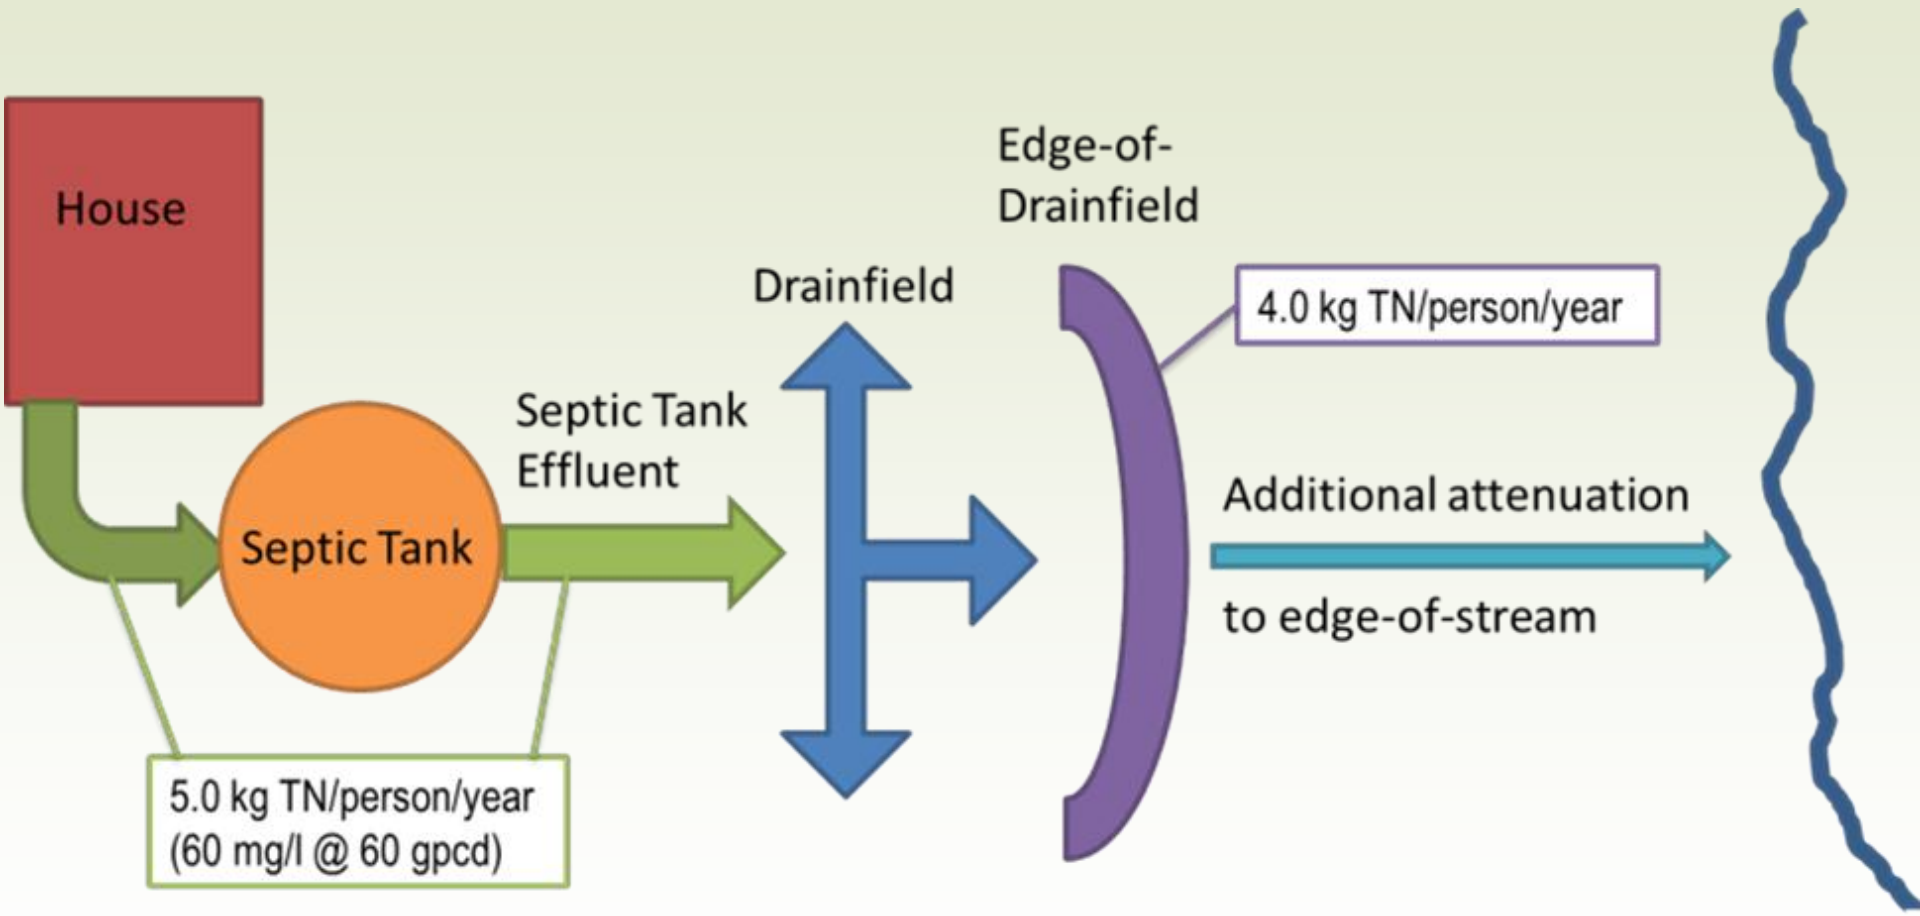 House
Septic Tank
Septic Tank
Effluent
5.0 kg TN/person/year
(60 mg/l @ 60 gpcd)
Drainfield
Edge-of-
Drainfield
4.0 kg TN/person/year
Additional attenuation
to edge-of-stream